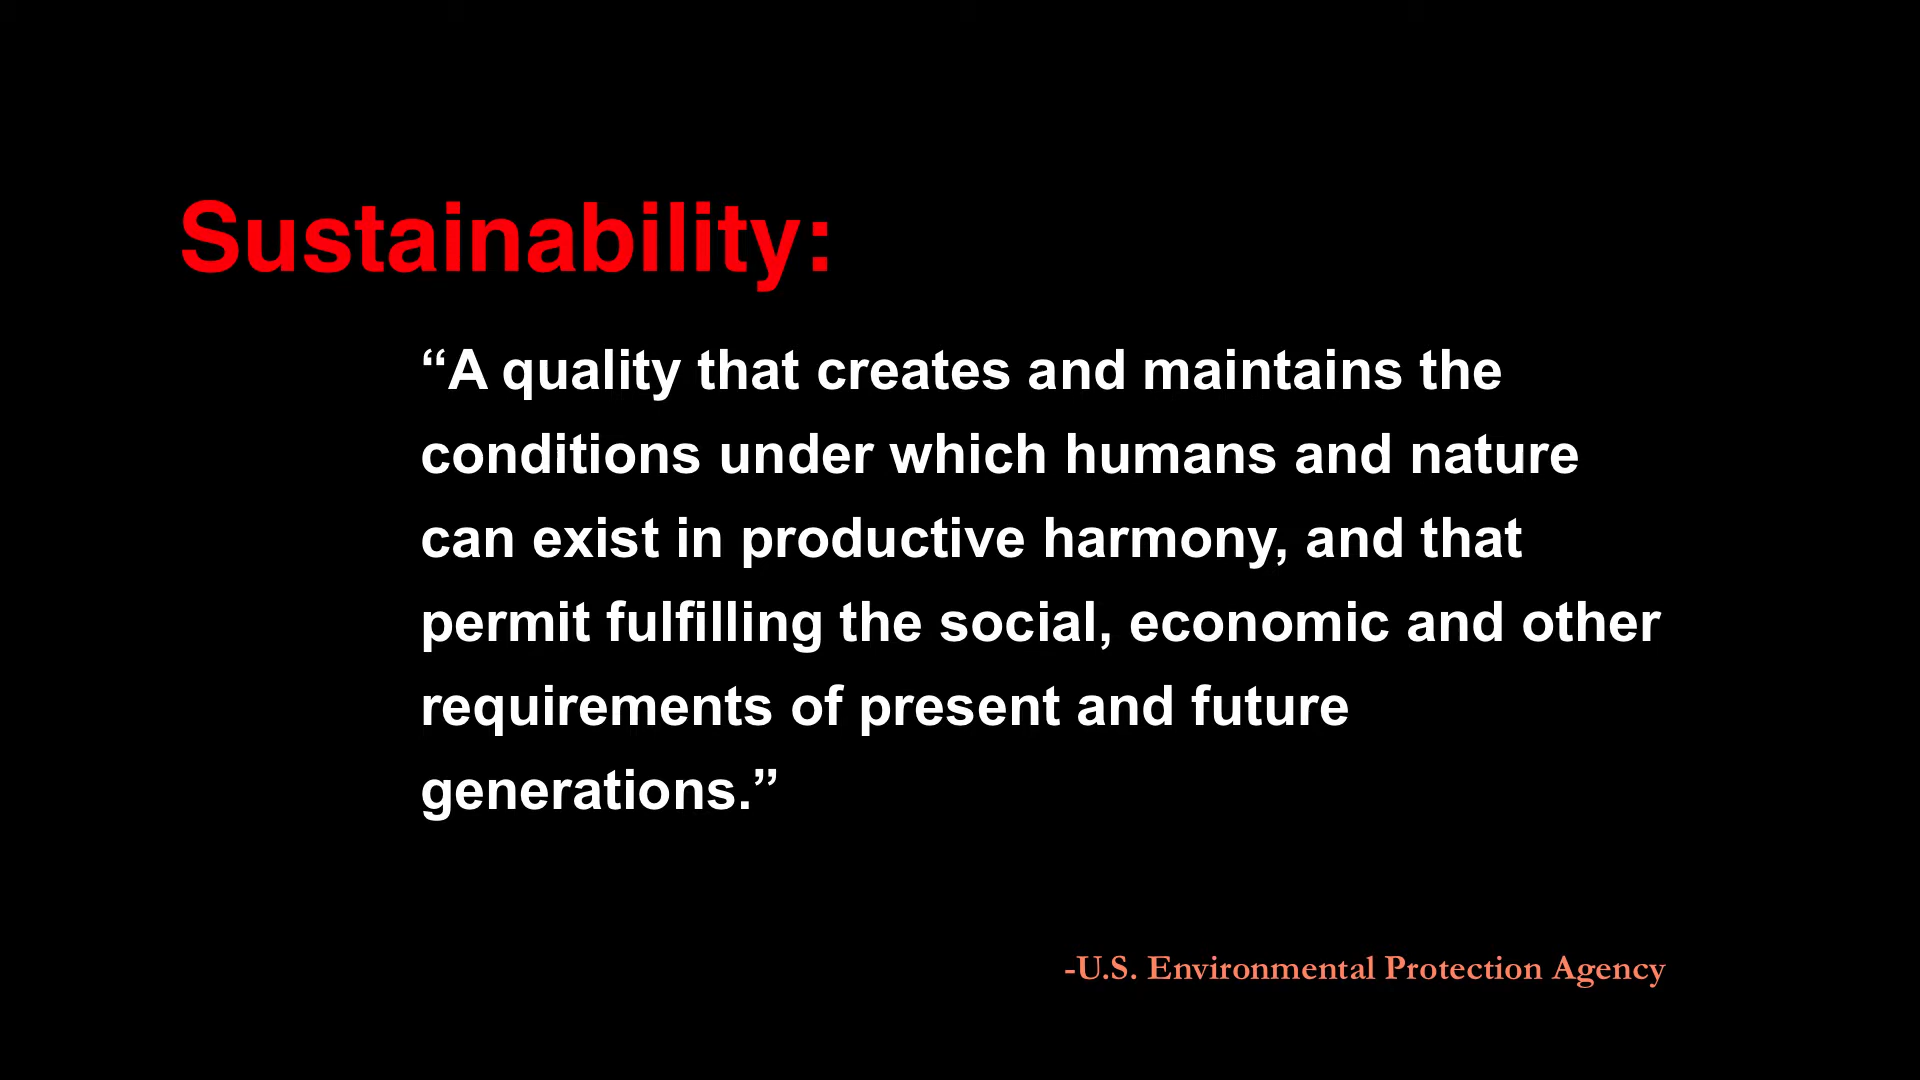 Sustainability:
“A quality that creates and maintains the
conditions under which humans and nature
can exist in productive harmony, and that
permit fulfilling the social, economic and other
requirements of present and future
generations.”
-U.S. Environmental Protection Agency